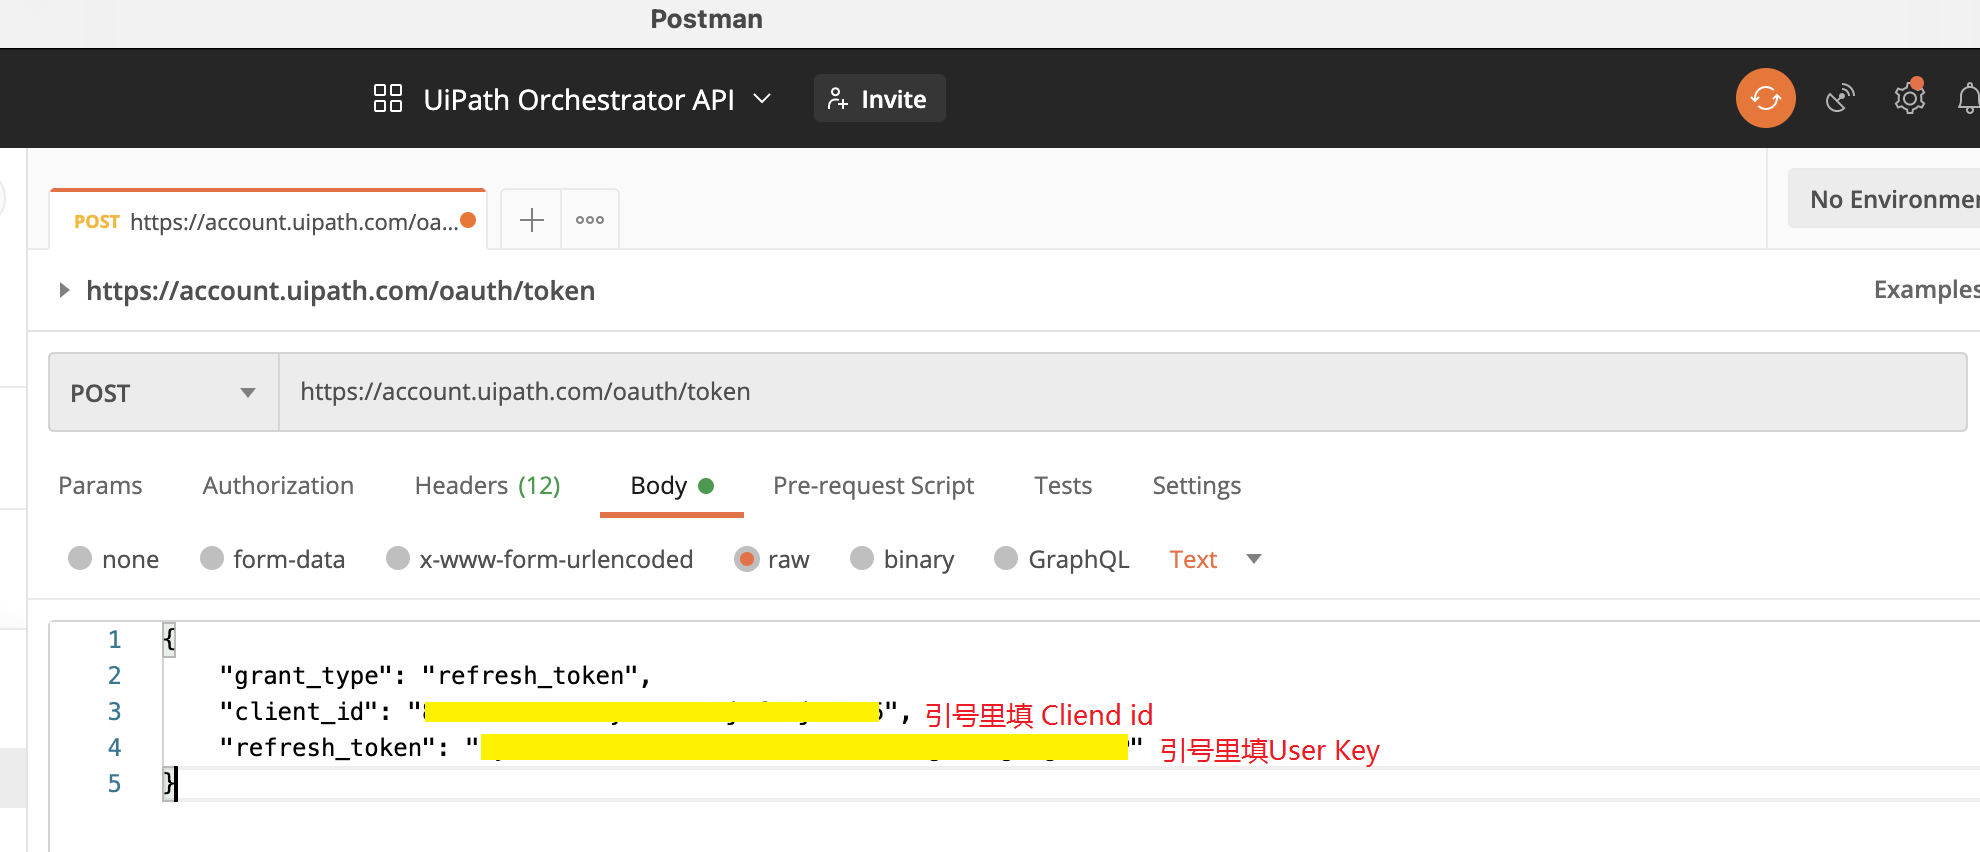 Postman
UiPath Orchestrator API
Invite
POST https://account.uipath.com/oa...
No Environmen
https://account.uipath.com/oauth/token
Examples
POST
https://account.uipath.com/oauth/token
Params Authorization Headers (12) Body Pre-request Script Tests Settings
none form-data x-www-form-urlencoded raw binary GraphQL Text
1 {
2 "grant_type": "refresh_token",
3 "client_id": " ", 引号里填 Cliend id
4 "refresh_token": " " 引号里填User Key
5 }